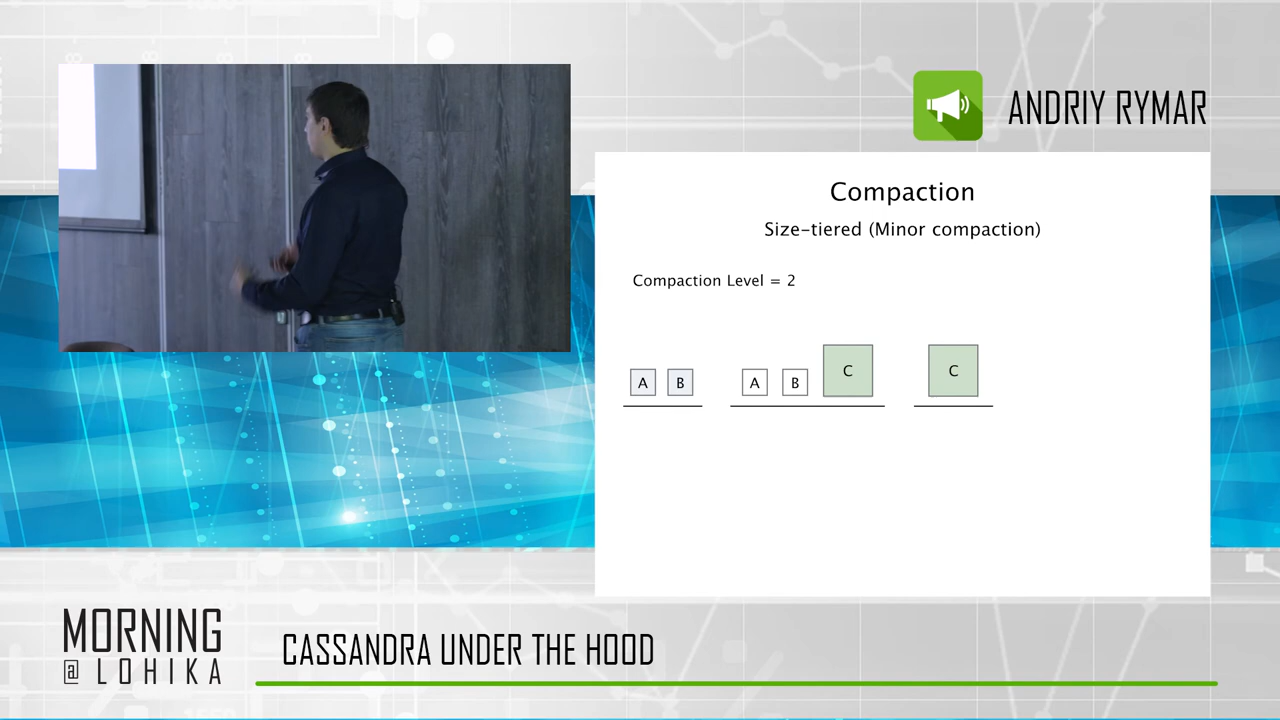 ANDRIY RYMAR
Compaction
Size-tiered (Minor compaction)
Compaction Level = 2
A B A B C C
MORNING
@ LOHIKA
CASSANDRA UNDER THE HOOD